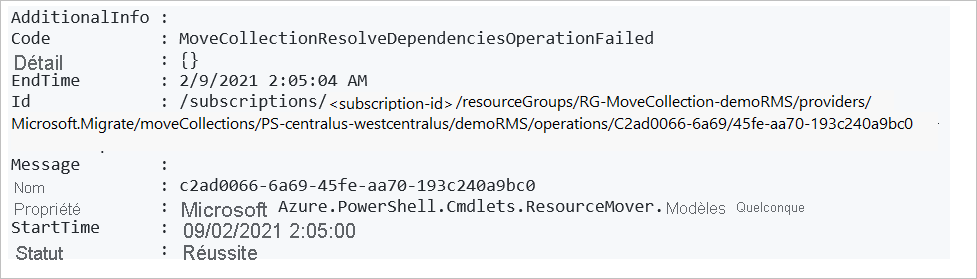 AdditionalInfo :
Code : MoveCollectionResolveDependenciesOperationFailed
Détail : {}
EndTime : 2/9/2021 2:05:04 AM
Id : /subscriptions/<subscription-id>/resourceGroups/RG-MoveCollection-demoRMS/providers/
Microsoft.Migrate/moveCollections/PS-centralus-westcentralus/demoRMS/operations/C2ad0066-6a69/45fe-aa70-193c240a9bc0
Message :
Nom : c2ad0066-6a69-45fe-aa70-193c240a9bc0
Propriété : Microsoft Azure.PowerShell.Cmdlets.ResourceMover. Modèles Quelconque
StartTime : 09/02/2021 2:05:00
Statut : Réussite